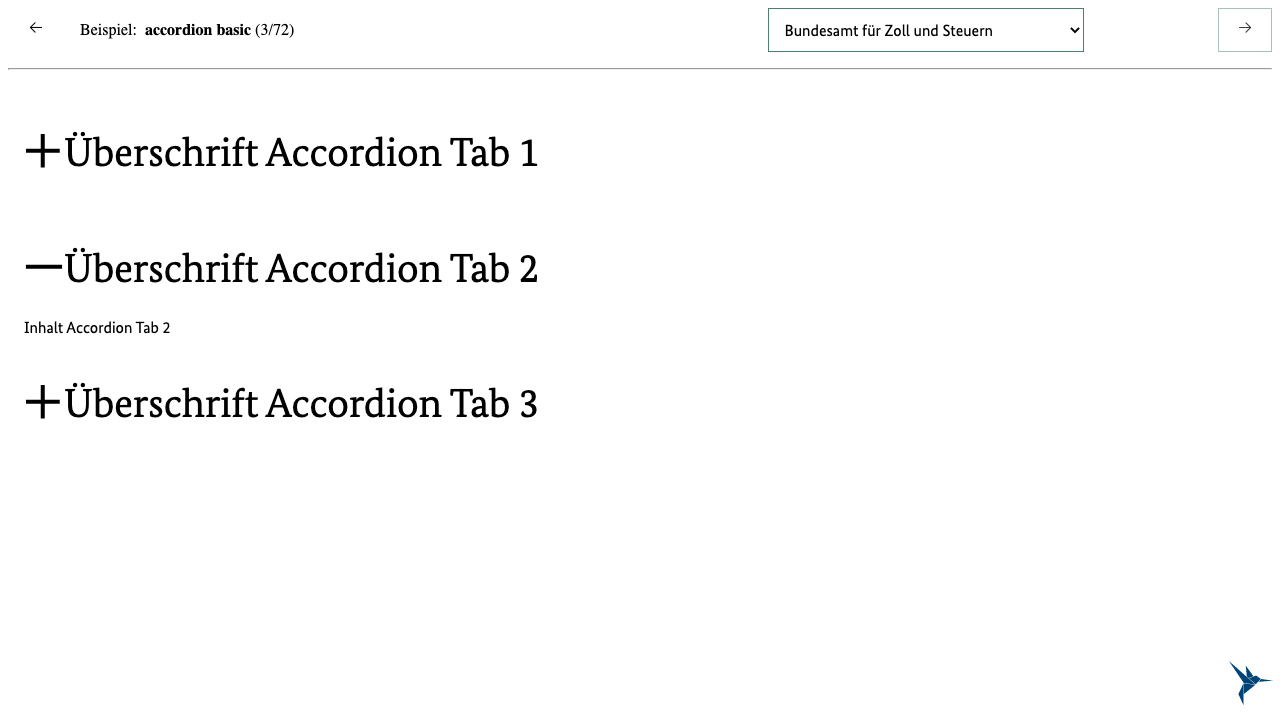 Beispiel: accordion basic (3/72)
Bundesamt für Zoll und Steuern
Überschrift Accordion Tab 1
Überschrift Accordion Tab 2
Inhalt Accordion Tab 2
Überschrift Accordion Tab 3